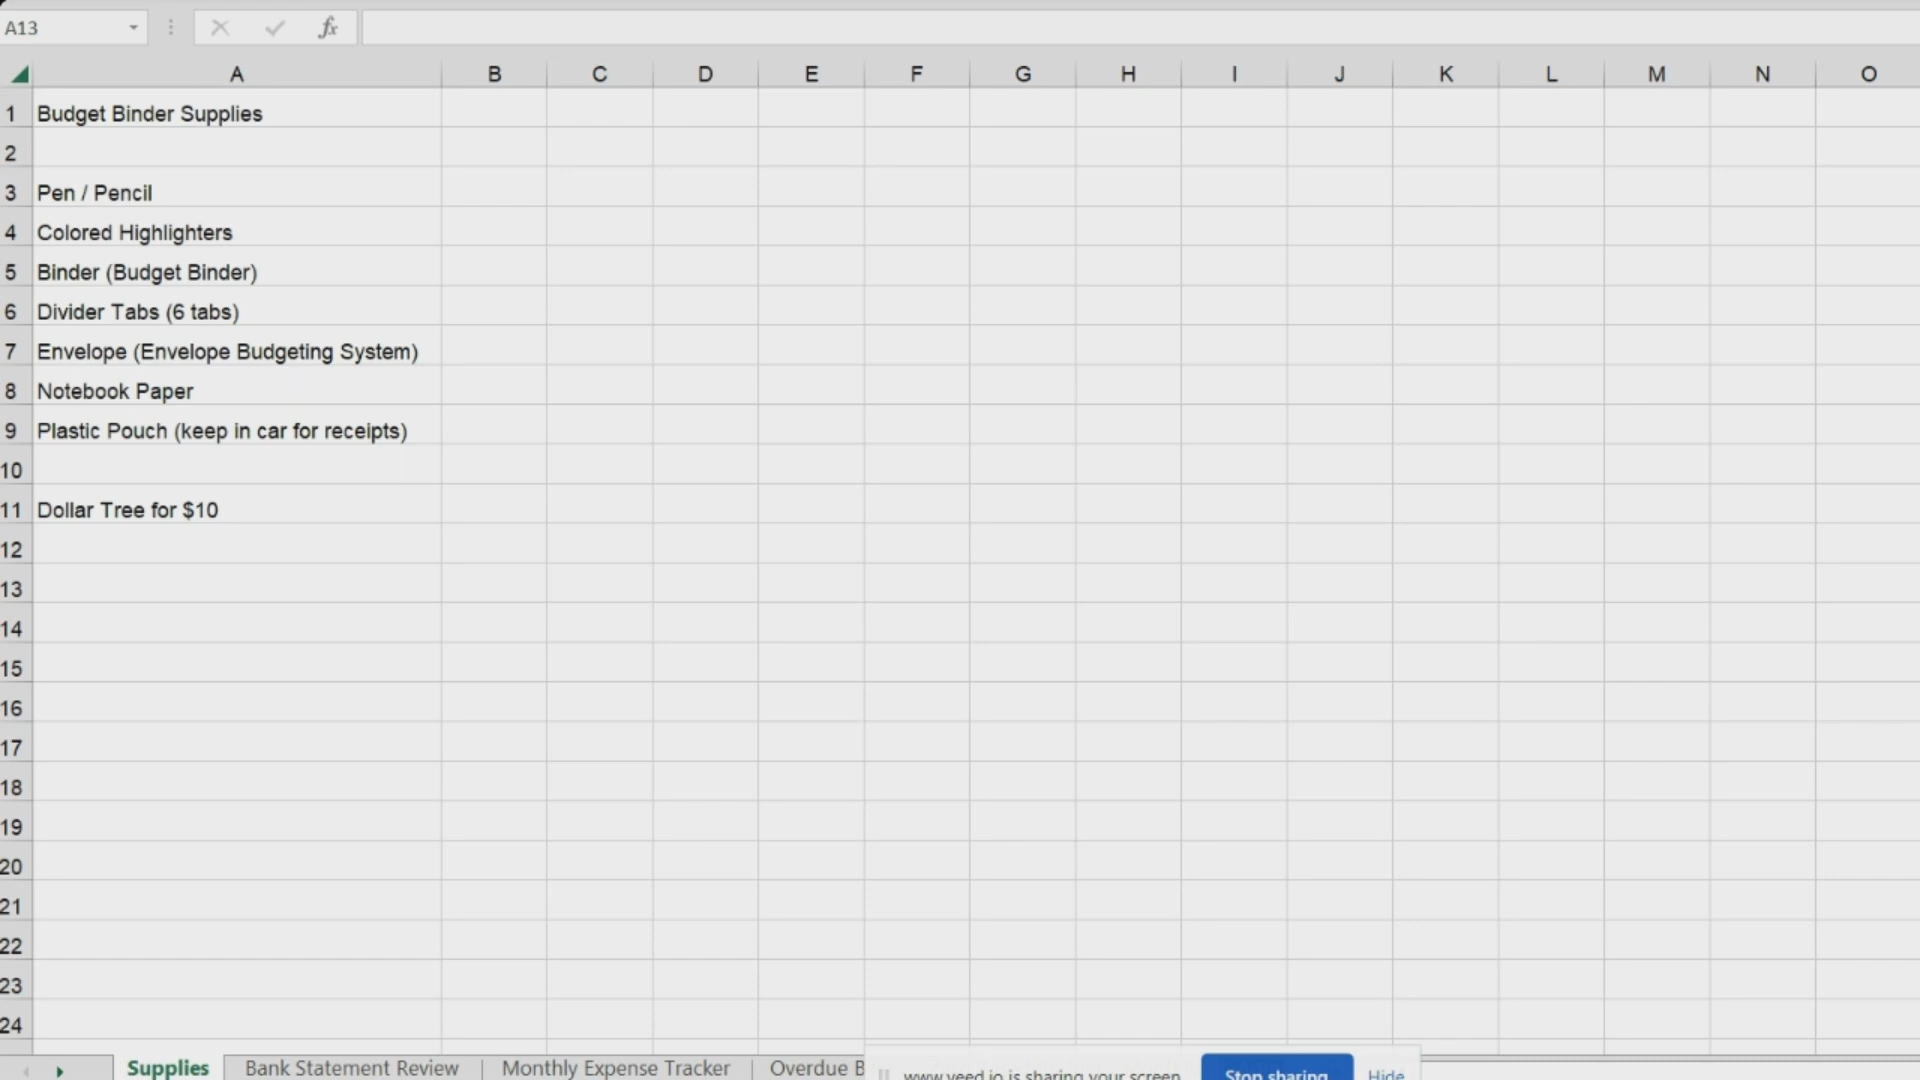 A13
fx
A B C D E F G H I J K L M N O
1 Budget Binder Supplies
2
3 Pen / Pencil
4 Colored Highlighters
5 Binder (Budget Binder)
6 Divider Tabs (6 tabs)
7 Envelope (Envelope Budgeting System)
8 Notebook Paper
9 Plastic Pouch (keep in car for receipts)
10
11 Dollar Tree for $10
12
13
14
15
16
17
18
19
20
21
22
23
24
Supplies Bank Statement Review Monthly Expense Tracker Overdue B www.veed.io is sharing your screen. Stop sharing Hide